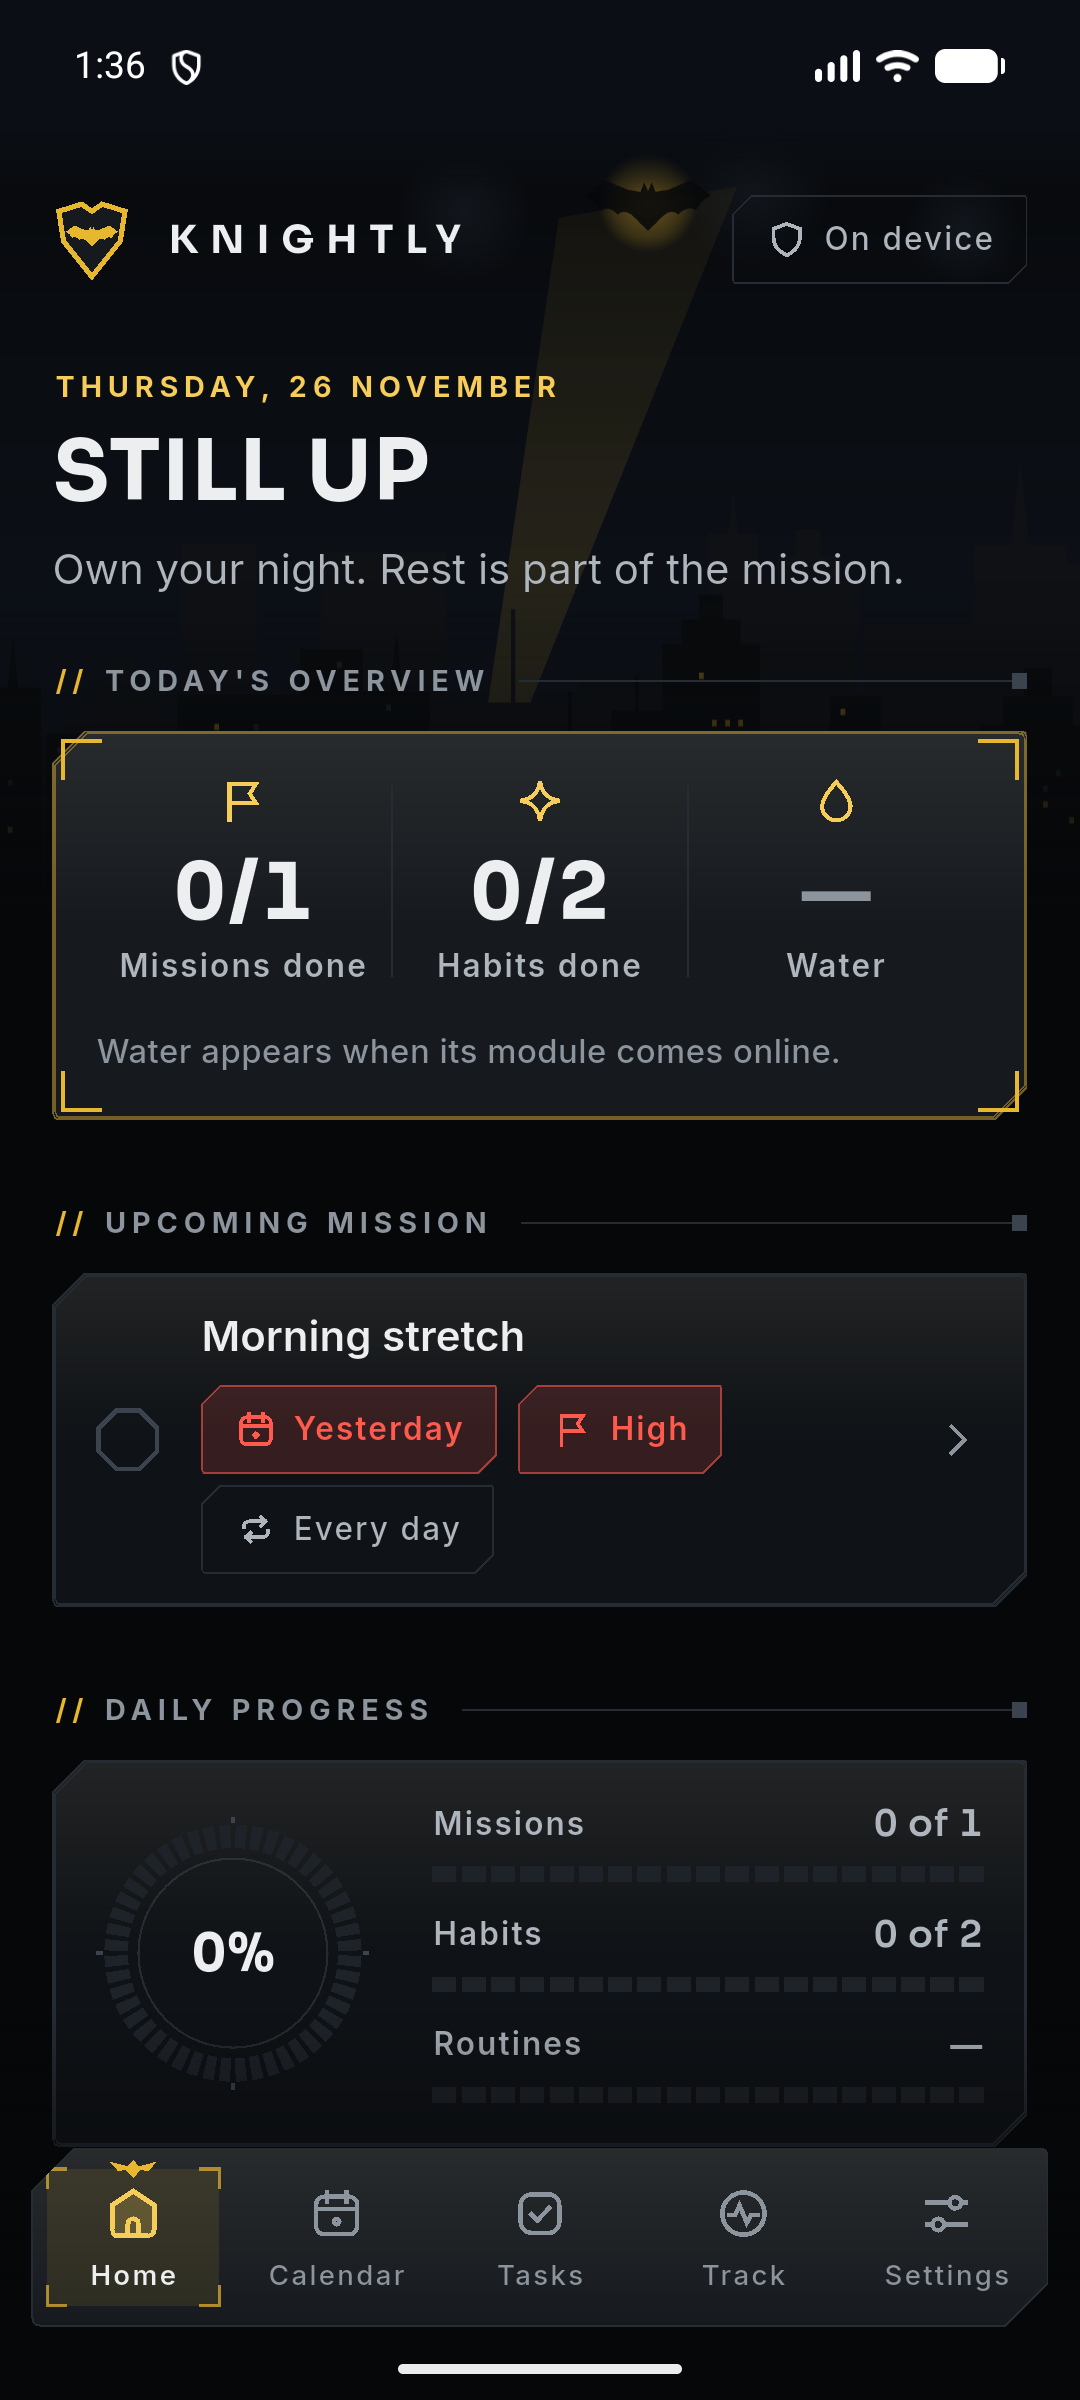 1:36
KNIGHTLY
On device
THURSDAY, 26 NOVEMBER
STILL UP
Own your night. Rest is part of the mission.
// TODAY'S OVERVIEW
0/1
Missions done
0/2
Habits done
—
Water
Water appears when its module comes online.
// UPCOMING MISSION
Morning stretch
Yesterday
High
Every day
// DAILY PROGRESS
0%
Missions 0 of 1
Habits 0 of 2
Routines —
Home
Calendar
Tasks
Track
Settings